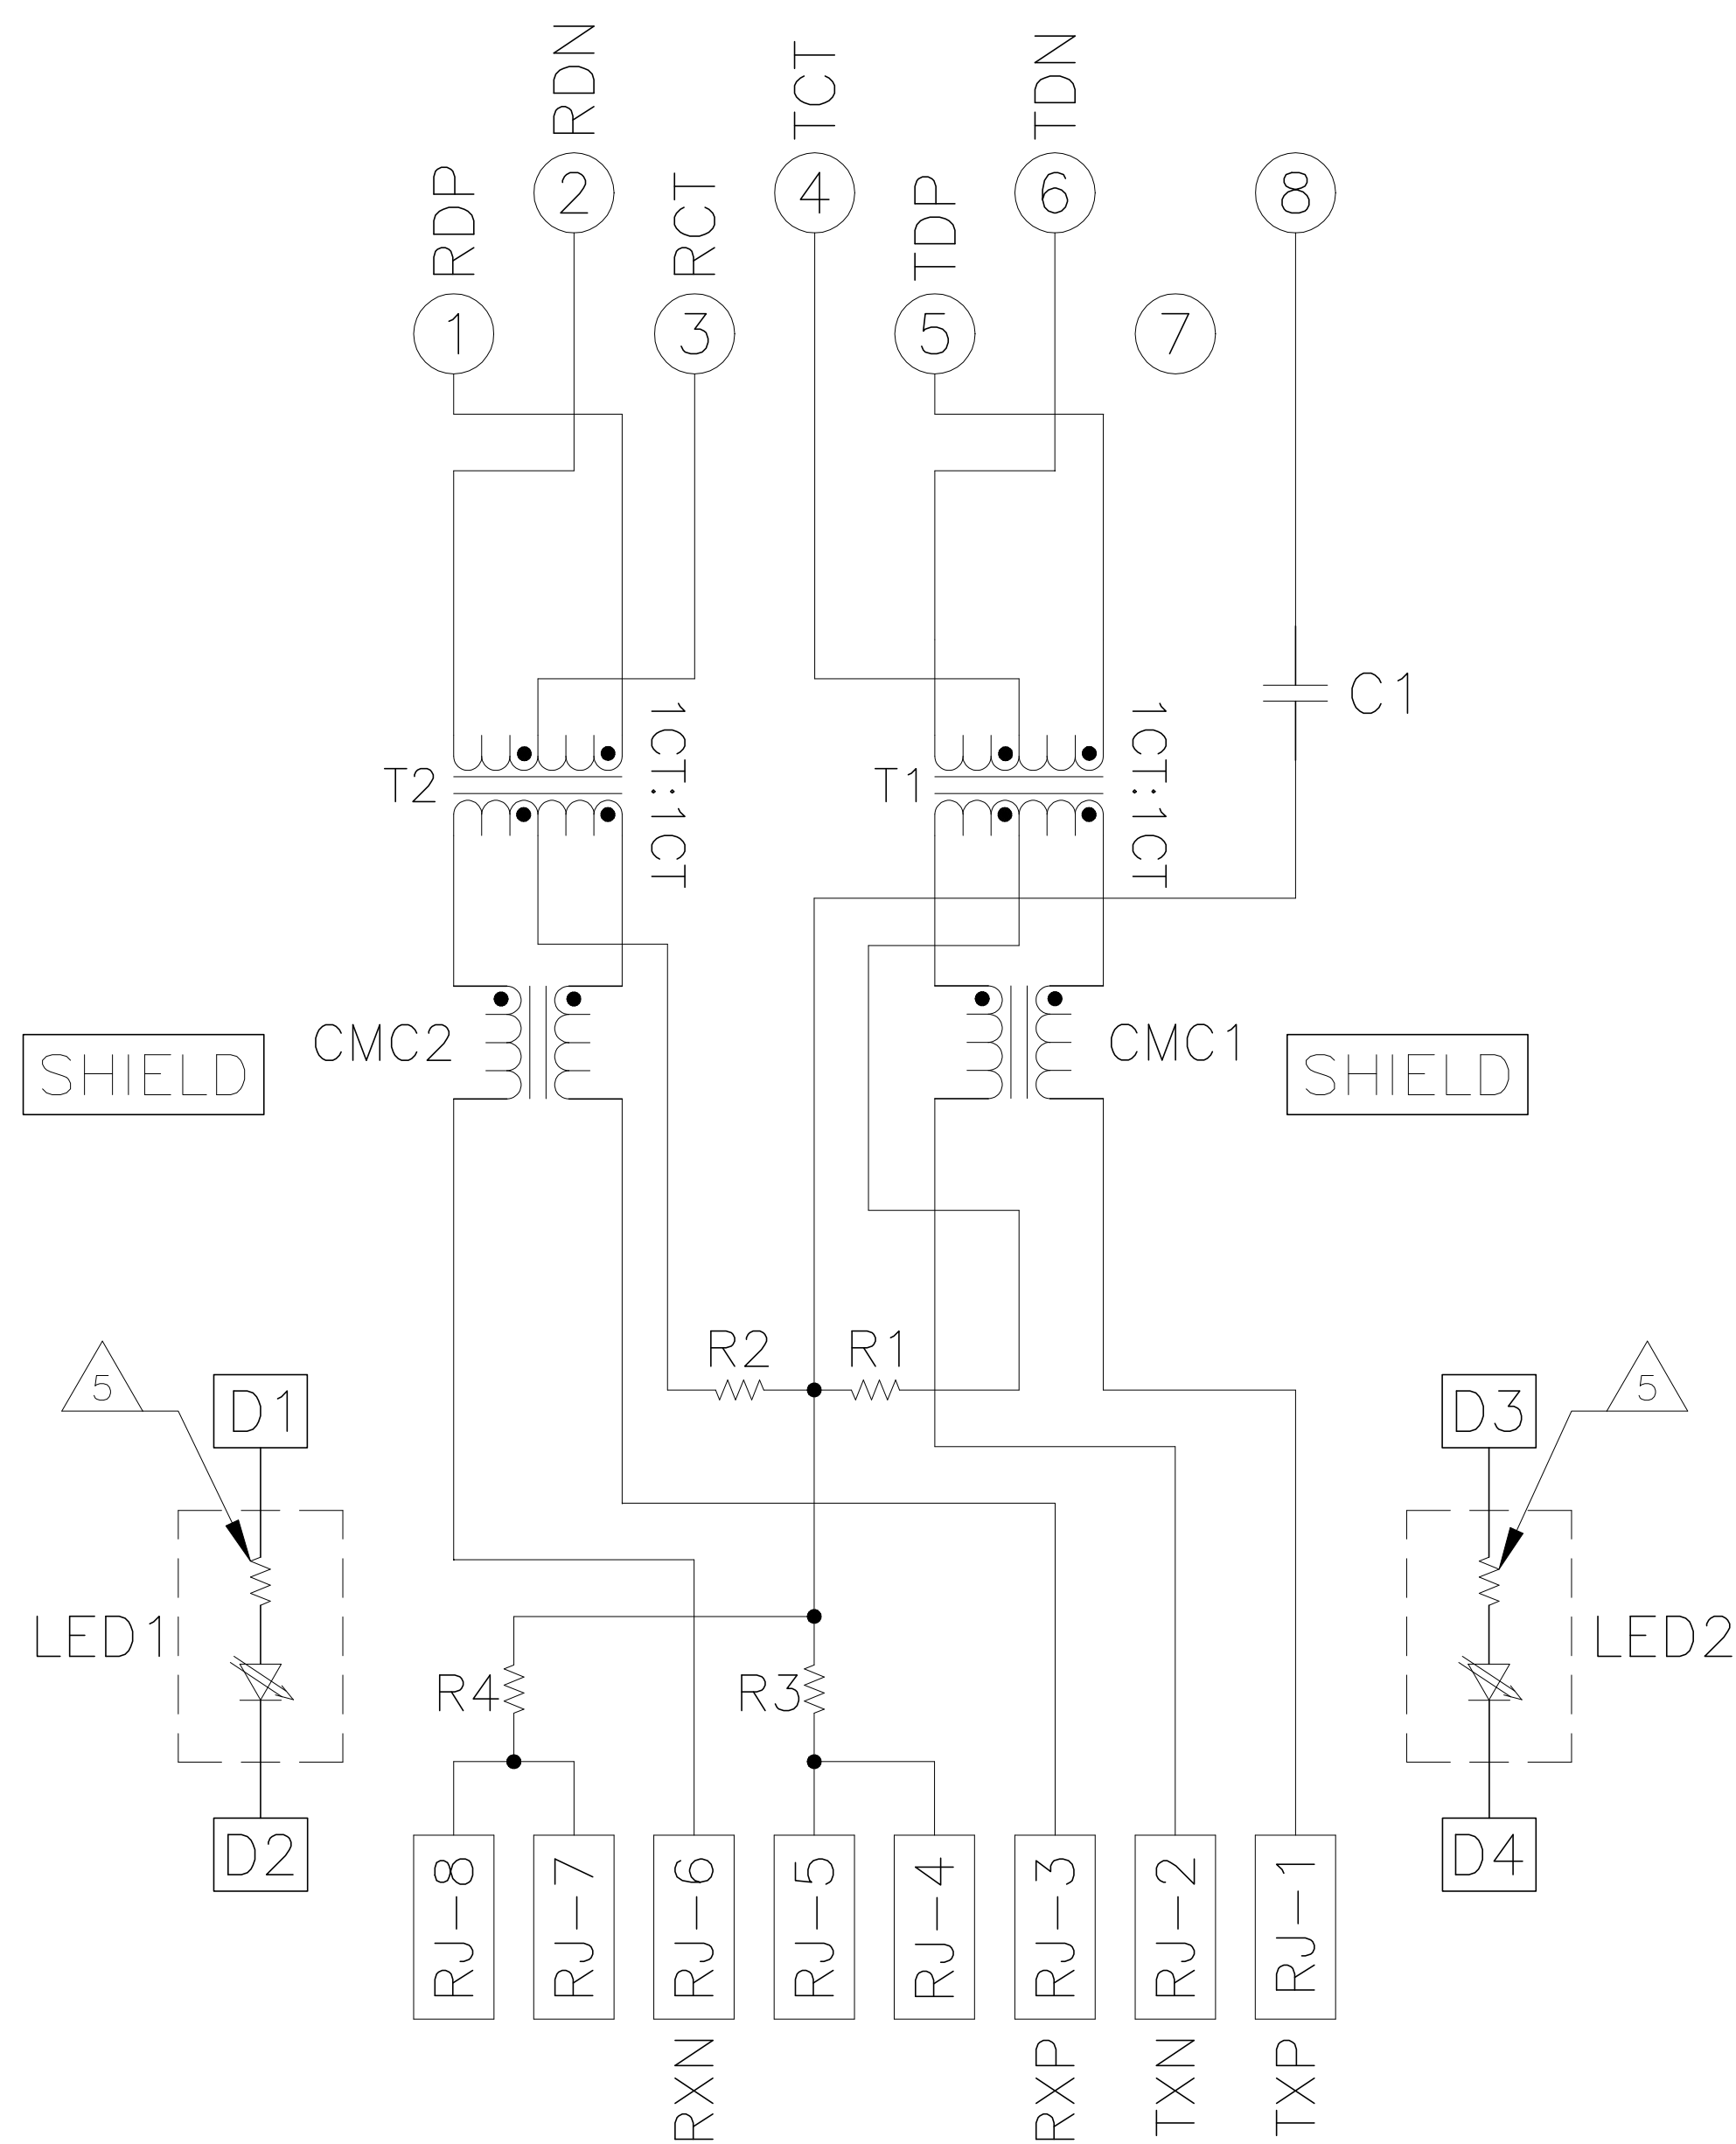 RDN
TCT
TDN
RDP
2
RCT
4
TDP
6
8
1
3
5
7
C1
1CT:1CT
1CT:1CT
T2
T1
CMC2
CMC1
SHIELD
SHIELD
R2
R1
5
D1
D3
5
LED1
R4
R3
LED2
D2
D4
RJ-8
RJ-7
RJ-6
RJ-5
RJ-4
RJ-3
RJ-2
RJ-1
RXN
RXP
TXN
TXP